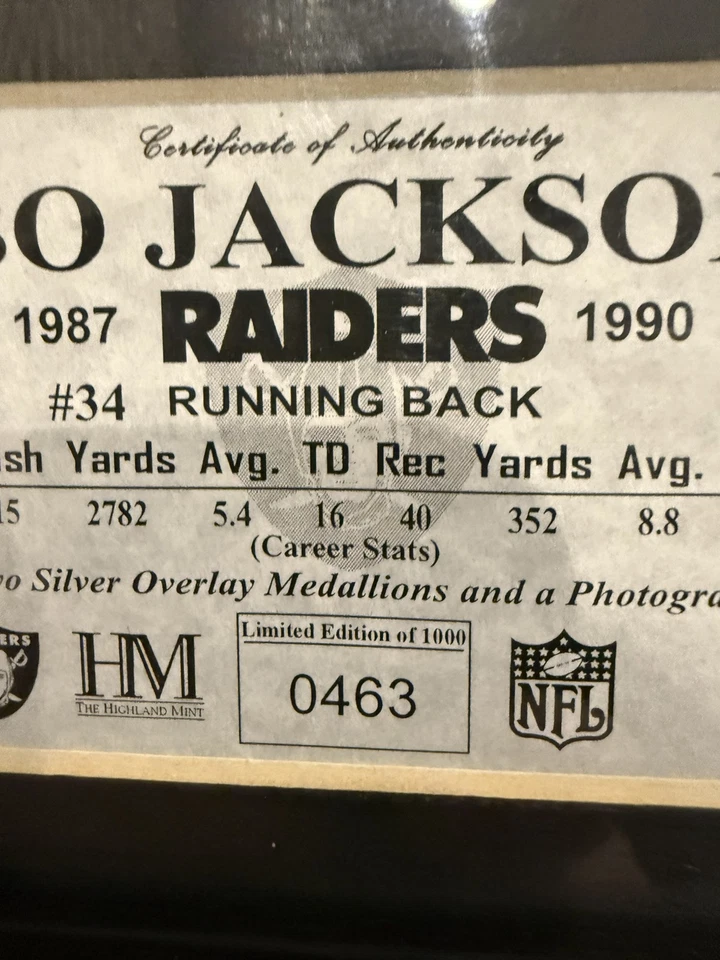 Certificate of Authenticity
BO JACKSO
1987 RAIDERS 1990
#34 RUNNING BACK
sh Yards Avg. TD Rec Yards Avg.
15 2782 5.4 16 40 352 8.8
(Career Stats)
wo Silver Overlay Medallions and a Photogra
ERS
HM
THE HIGHLAND MINT
Limited Edition of 1000
0463
NFL